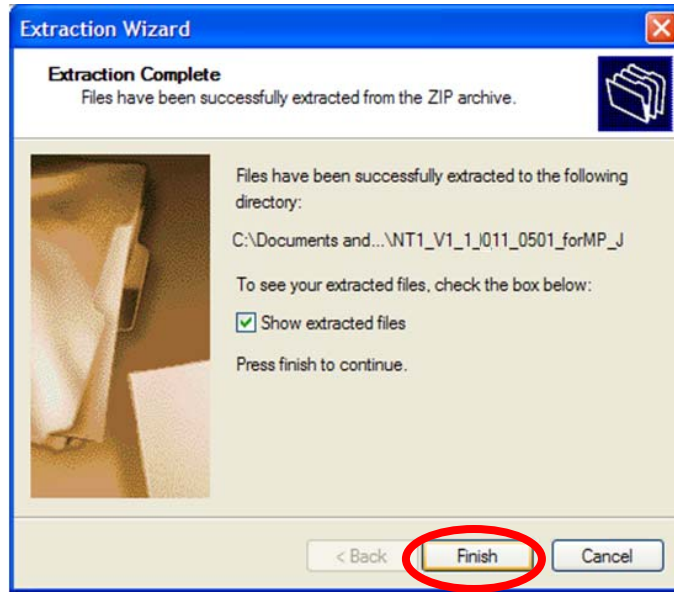 Extraction Wizard
Extraction Complete
Files have been successfully extracted from the ZIP archive.
Files have been successfully extracted to the following
directory:
C:\Documents and...\NT1_V1_1_J011_0501_forMP_J
To see your extracted files, check the box below:
Show extracted files
Press finish to continue.
< Back
Finish
Cancel